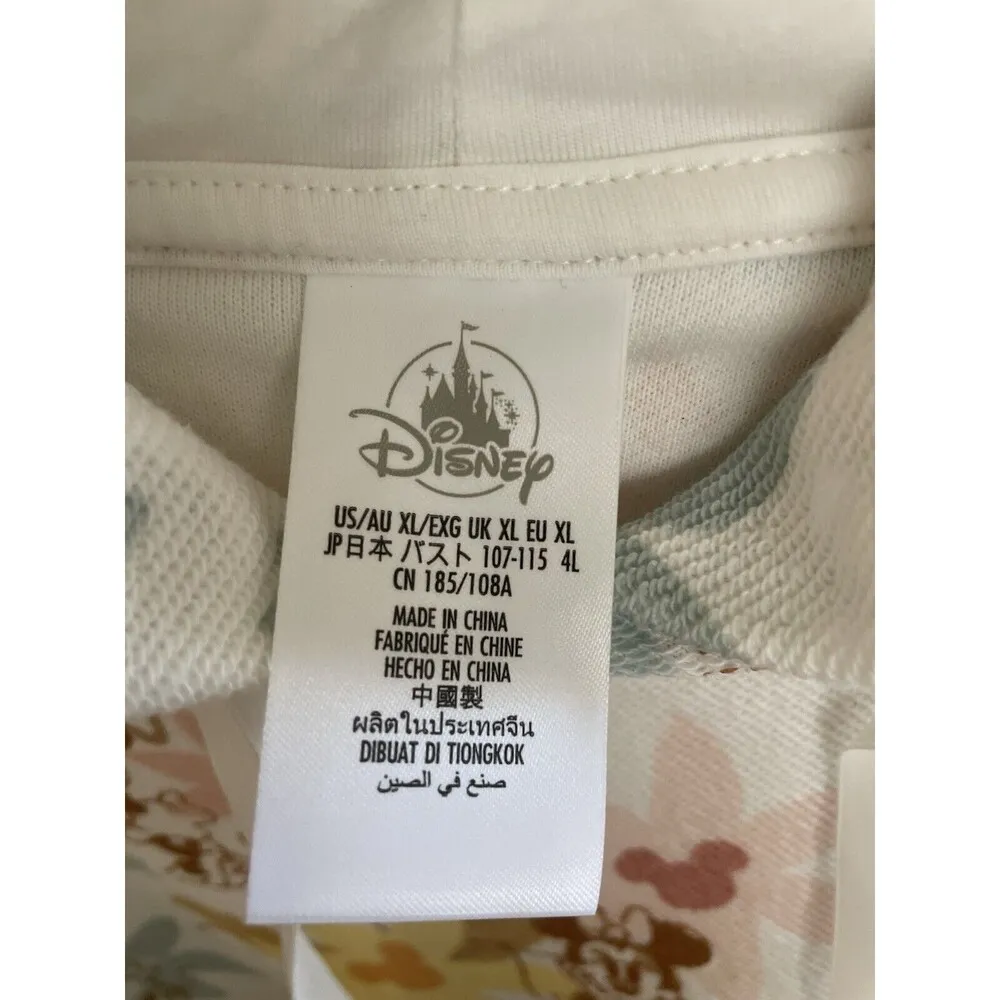 Disney
US/AU XL/EXG UK XL EU XL
JP日本 バスト 107-115 4L
CN 185/108A
MADE IN CHINA
FABRIQUÉ EN CHINE
HECHO EN CHINA
中國製
ผลิตในประเทศจีน
DIBUAT DI TIONGKOK
صنع في الصين